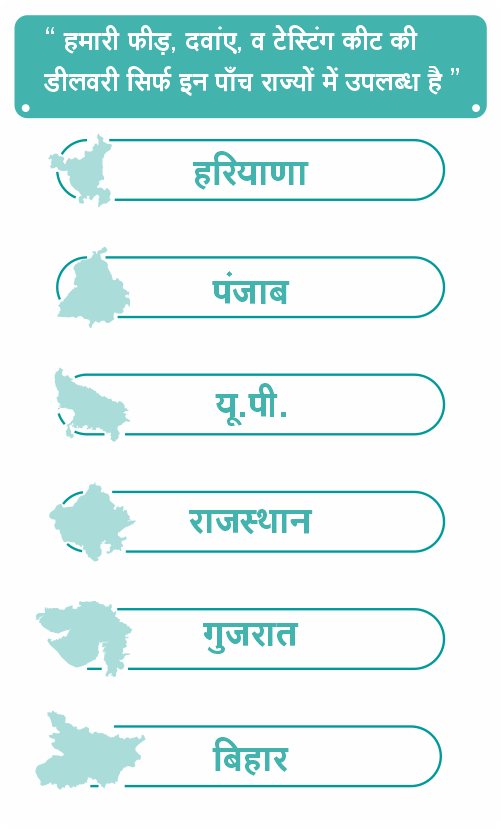 “ हमारी फीड़, दवांए, व टेस्टिंग कीट की
डीलवरी सिर्फ इन पाँच राज्यों में उपलब्ध है ”
हरियाणा
पंजाब
यू.पी.
राजस्थान
गुजरात
बिहार